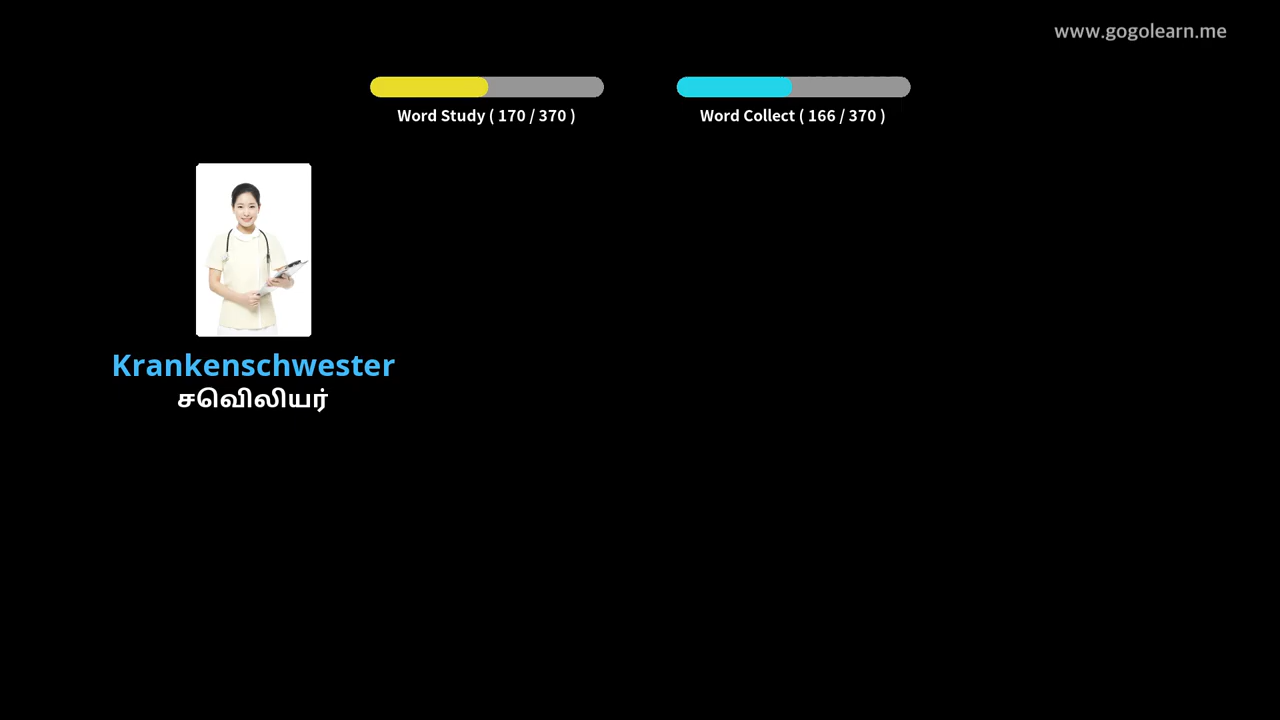 www.gogolearn.me
Word Study ( 170 / 370 )
Word Collect ( 166 / 370 )
Krankenschwester
சவெிலியர்